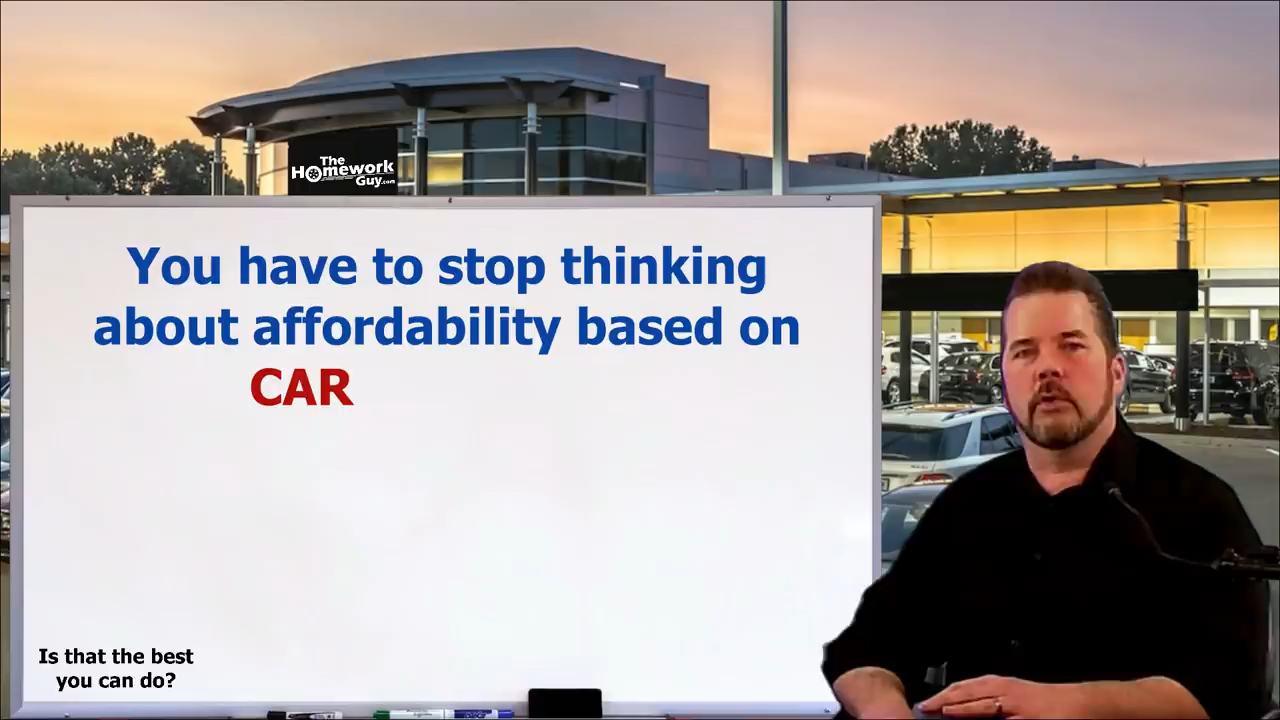 The
Homework
Guy.com
You have to stop thinking
about affordability based on
CAR
Is that the best
you can do?